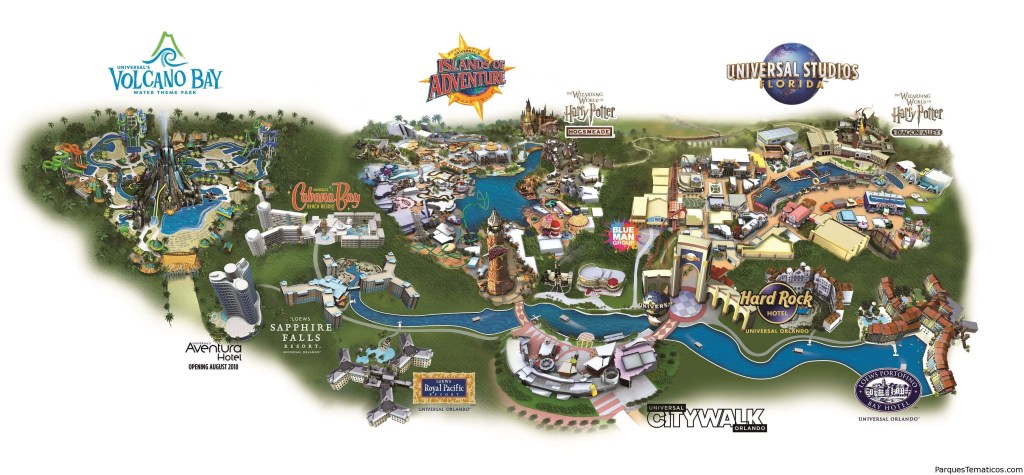 UNIVERSAL'S
VOLCANO BAY
WATER THEME PARK
UNIVERSAL'S
ISLANDS OF
ADVENTURE
UNIVERSAL STUDIOS
FLORIDA
THE WIZARDING WORLD OF
Harry Potter
HOGSMEADE
THE WIZARDING WORLD OF
Harry Potter
DIAGON ALLEY
UNIVERSAL'S
Cabana Bay
BEACH RESORT
BLUE
MAN
GROUP
UNIVERSAL
Hard Rock
HOTEL
UNIVERSAL ORLANDO
LOEWS
SAPPHIRE
FALLS
RESORT
UNIVERSAL ORLANDO
Aventura
Hotel
OPENING AUGUST 2018
LOEWS
Royal Pacific
RESORT
UNIVERSAL ORLANDO
UNIVERSAL
CITYWALK
ORLANDO
LOEWS PORTOFINO
BAY HOTEL
UNIVERSAL ORLANDO
ParquesTematicos.com